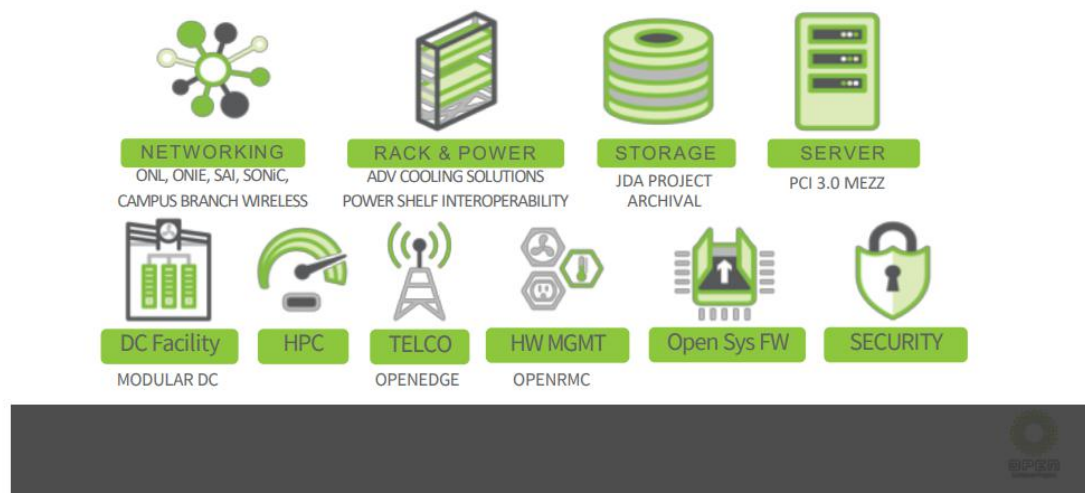 NETWORKING
ONL, ONIE, SAI, SONiC,
CAMPUS BRANCH WIRELESS
RACK & POWER
ADV COOLING SOLUTIONS
POWER SHELF INTEROPERABILITY
STORAGE
JDA PROJECT
ARCHIVAL
SERVER
PCI 3.0 MEZZ
DC Facility
MODULAR DC
HPC
TELCO
OPENEDGE
HW MGMT
OPENRMC
Open Sys FW
SECURITY
OPEN